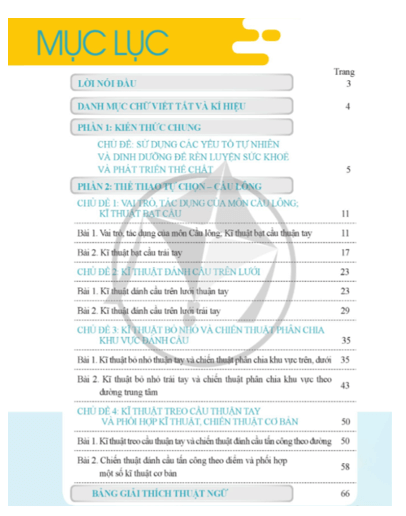 MỤC LỤC
Trang
LỜI NÓI ĐẦU 3
DANH MỤC CHỮ VIẾT TẮT VÀ KÍ HIỆU 4
PHẦN 1: KIẾN THỨC CHUNG
CHỦ ĐỀ: SỬ DỤNG CÁC YẾU TỐ TỰ NHIÊN
VÀ DINH DƯỠNG ĐỂ RÈN LUYỆN SỨC KHOẺ
VÀ PHÁT TRIỂN THỂ CHẤT 5
PHẦN 2: THỂ THAO TỰ CHỌN – CẦU LÔNG
CHỦ ĐỀ 1: VAI TRÒ, TÁC DỤNG CỦA MÔN CẦU LÔNG;
KĨ THUẬT BẠT CẦU 11
Bài 1. Vai trò, tác dụng của môn Cầu lông; Kĩ thuật bạt cầu thuận tay 11
Bài 2. Kĩ thuật bạt cầu trái tay 17
CHỦ ĐỀ 2: KĨ THUẬT ĐÁNH CẦU TRÊN LƯỚI 23
Bài 1. Kĩ thuật đánh cầu trên lưới thuận tay 23
Bài 2. Kĩ thuật đánh cầu trên lưới trái tay 29
CHỦ ĐỀ 3: KĨ THUẬT BỎ NHỎ VÀ CHIẾN THUẬT PHÂN CHIA
KHU VỰC ĐÁNH CẦU 35
Bài 1. Kĩ thuật bỏ nhỏ thuận tay và chiến thuật phân chia khu vực trên, dưới 35
Bài 2. Kĩ thuật bỏ nhỏ trái tay và chiến thuật phân chia khu vực theo
đường trung tâm 43
CHỦ ĐỀ 4: KĨ THUẬT TREO CẦU THUẬN TAY
VÀ PHỐI HỢP KĨ THUẬT, CHIẾN THUẬT CƠ BẢN 50
Bài 1. Kĩ thuật treo cầu thuận tay và chiến thuật đánh cầu tấn công theo đường 50
Bài 2. Chiến thuật đánh cầu tấn công theo điểm và phối hợp
một số kĩ thuật cơ bản 58
BẢNG GIẢI THÍCH THUẬT NGỮ 66